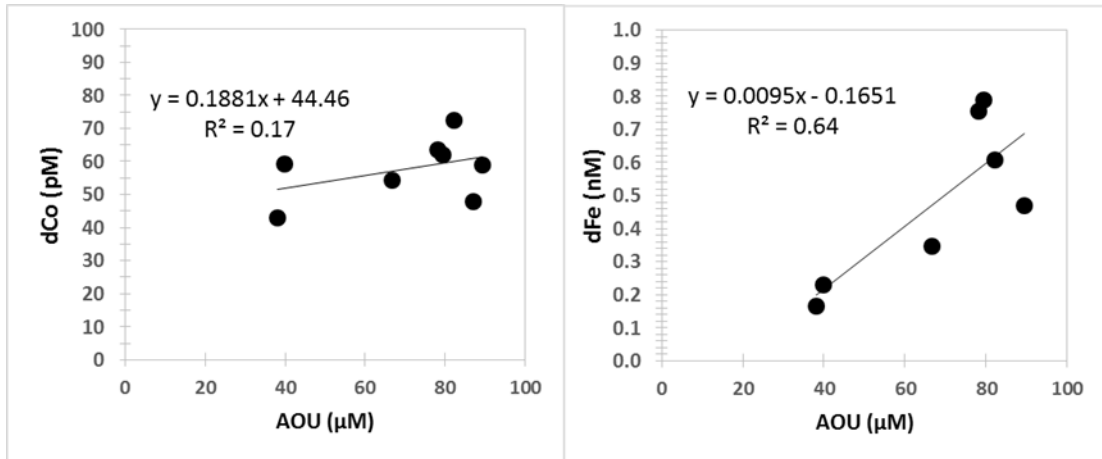 100
90
80
70
60
50
40
30
20
10
0
dCo (pM)
y = 0.1881x + 44.46
R² = 0.17
0 20 40 60 80 100
AOU (µM)
1.0
0.9
0.8
0.7
0.6
0.5
0.4
0.3
0.2
0.1
0.0
dFe (nM)
y = 0.0095x - 0.1651
R² = 0.64
0 20 40 60 80 100
AOU (µM)